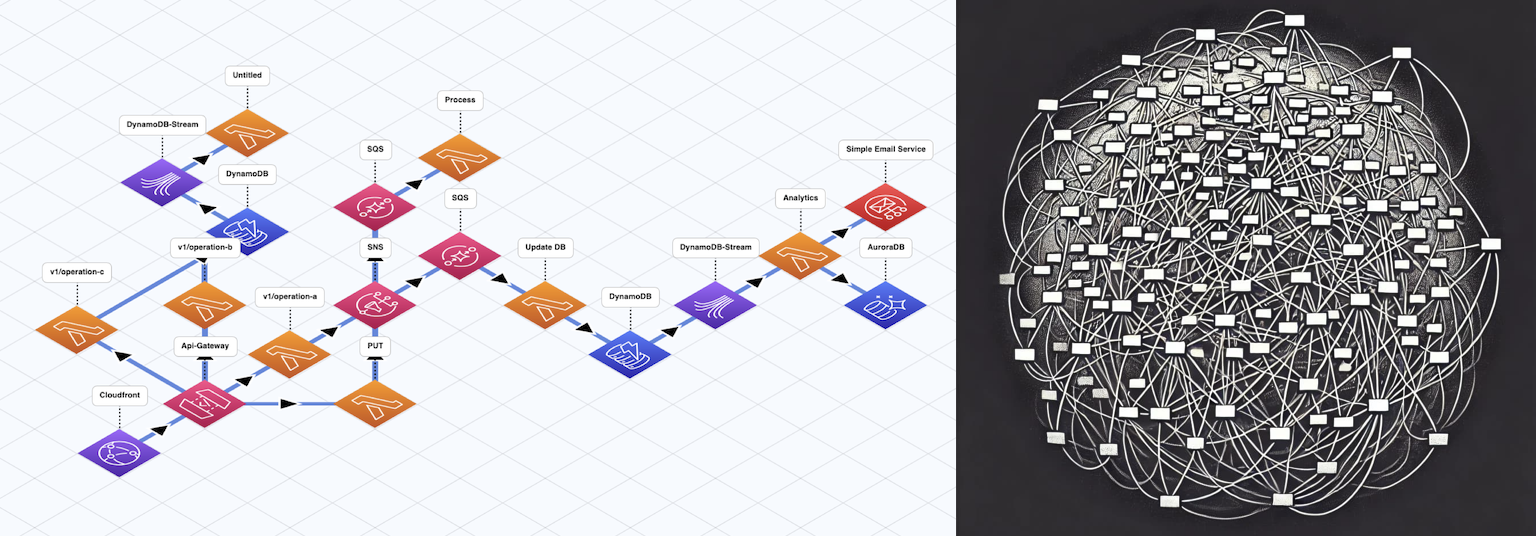 Untitled
Process
DynamoDB-Stream
SQS
Simple Email Service
DynamoDB
SQS
Analytics
v1/operation-b
SNS
Update DB
DynamoDB-Stream
AuroraDB
v1/operation-c
v1/operation-a
DynamoDB
Api-Gateway
PUT
Cloudfront